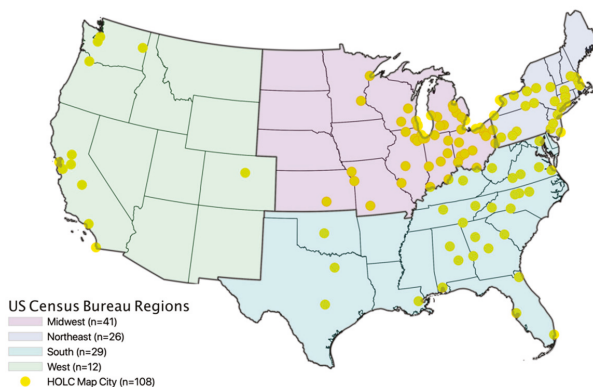 US Census Bureau Regions
Midwest (n=41)
Northeast (n=26)
South (n=29)
West (n=12)
HOLC Map City (n=108)